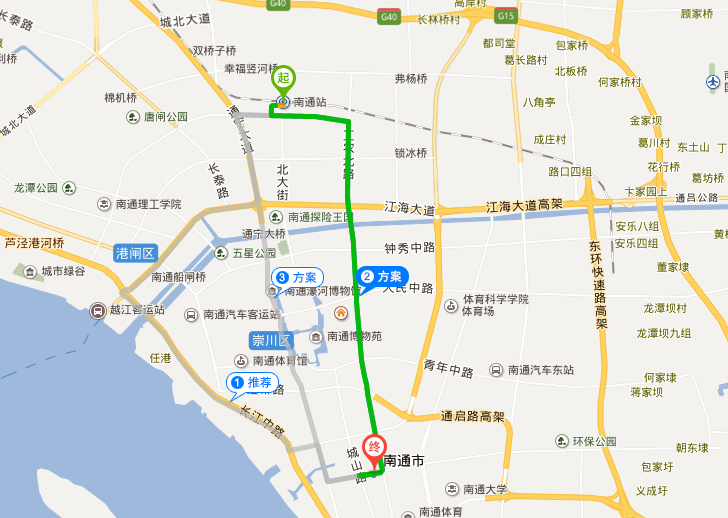 长泰路
城北大道
G40
G40
G15
高岸村
长林桥村
顾家桥
双桥子桥
都司堂
葛长路村
包家桥
北板桥
何家桥村
幸福竖河桥
弗杨桥
起
棉机桥
南通站
八角亭
唐闸公园
城北大道
金家坊
成庄村
葛川村
东土山
锁冰桥
花行桥
路口四组
葛坊桥
长泰路
北大街
卞家园上
龙潭公园
通吕公路
南通理工学院
江海大道
江海大道高架
南通探险王国
安乐八组
通宁大桥
安乐四组
芦泾港河桥
港闸区
五星公园
钟秀中路
东环快速路高架
董家埭
城市绿谷
南通船闸桥
3 方案
2 方案
人民中路
南通濠河博物馆
体育科学学院
体育场
龙潭坝村
越江客运站
南通汽车客运站
龙潭坝九组
崇川区
南通博物苑
任港
南通体育馆
青年中路
南通汽车东站
1 推荐
何家埭
蒋家坝
长江中路
通启路高架
环保公园
朝东埭
城山路
终
南通市
包家圩
南通大学
义成圩
南通体育